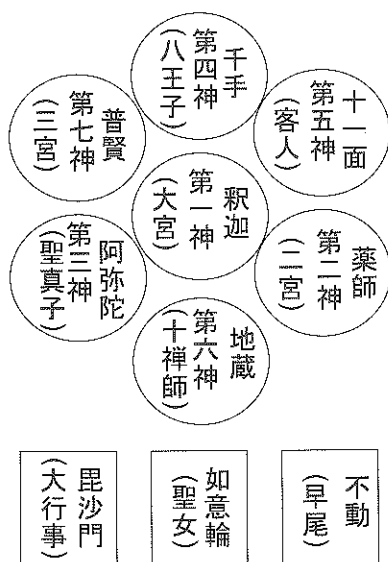 千手
第四神
(八王子)
十一面
第五神
(客人)
普賢
第七神
(三宮)
釈迦
第一神
(大宮)
薬師
第二神
(二宮)
阿弥陀
第三神
(聖真子)
地蔵
第六神
(十禅師)
不動
(早尾)
如意輪
(聖女)
毘沙門
(大行事)